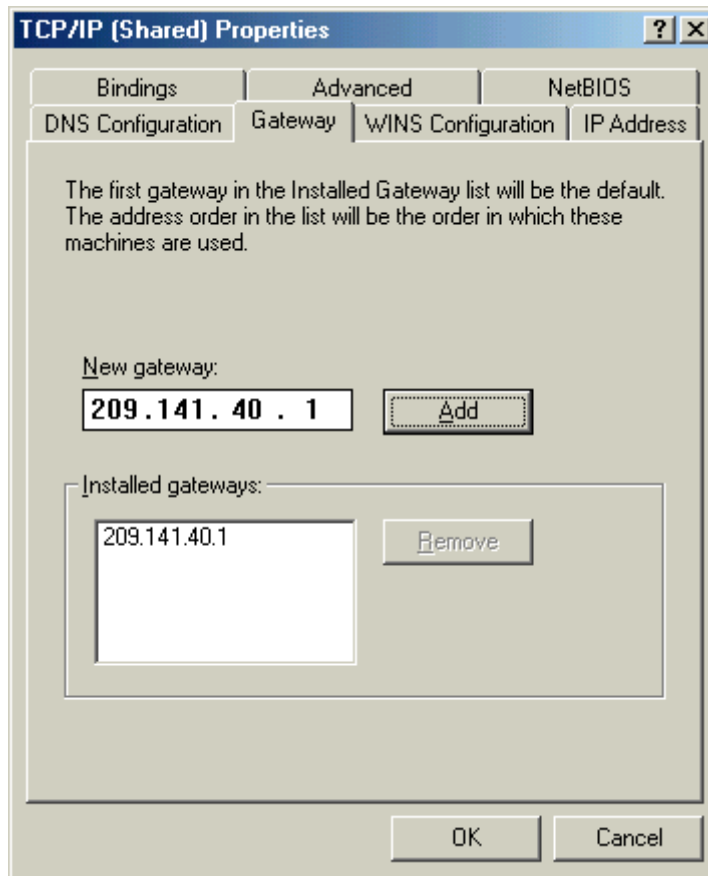 TCP/IP (Shared) Properties
Bindings Advanced NetBIOS
DNS Configuration Gateway WINS Configuration IP Address
The first gateway in the Installed Gateway list will be the default.
The address order in the list will be the order in which these
machines are used.
New gateway:
209.141. 40 . 1 Add
Installed gateways:
209.141.40.1 Remove
OK Cancel